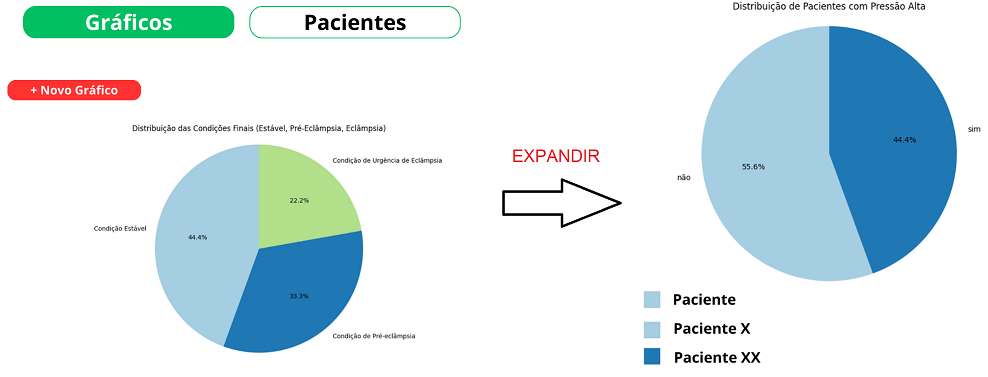 Gráficos
Pacientes
+ Novo Gráfico
Distribuição das Condições Finais (Estável, Pré-Eclâmpsia, Eclâmpsia)
Condição de Urgência de Eclâmpsia
22.2%
Condição Estável
44.4%
33.3%
Condição de Pré-eclâmpsia
EXPANDIR
Distribuição de Pacientes com Pressão Alta
sim
44.4%
55.6%
não
Paciente
Paciente X
Paciente XX